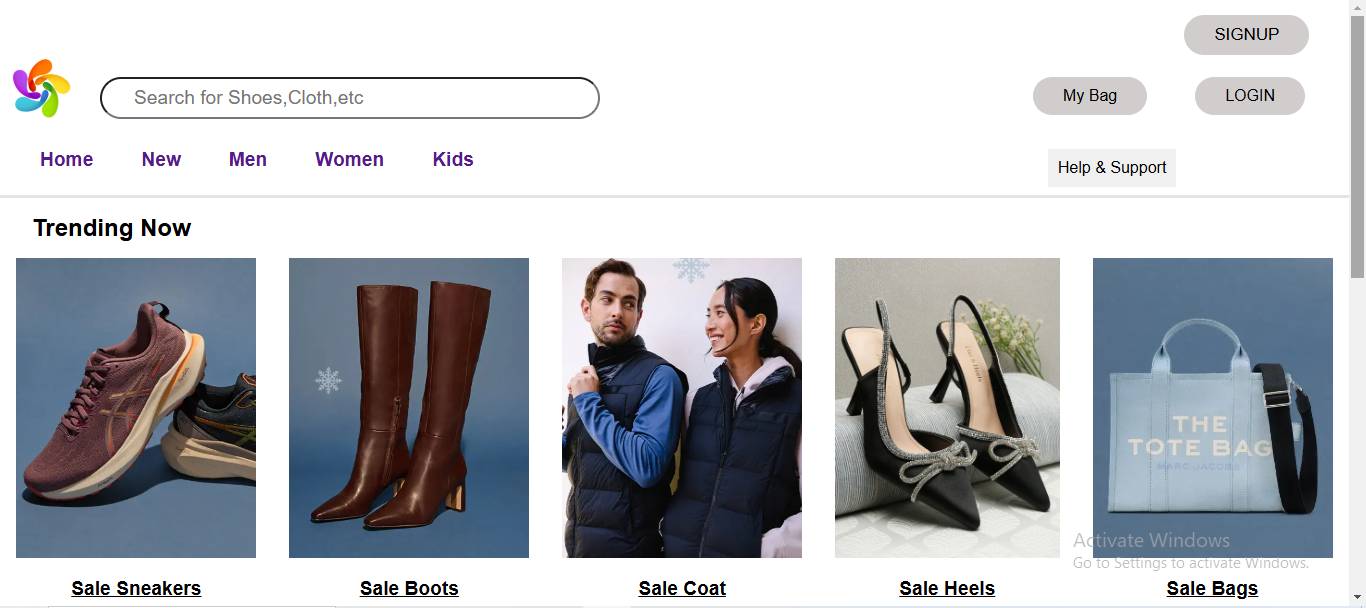 SIGNUP
Search for Shoes,Cloth,etc
My Bag
LOGIN
Home
New
Men
Women
Kids
Help & Support
Trending Now
THE
TOTE BAG
MARC JACOBS
Activate Windows
Go to Settings to activate Windows.
Sale Sneakers
Sale Boots
Sale Coat
Sale Heels
Sale Bags